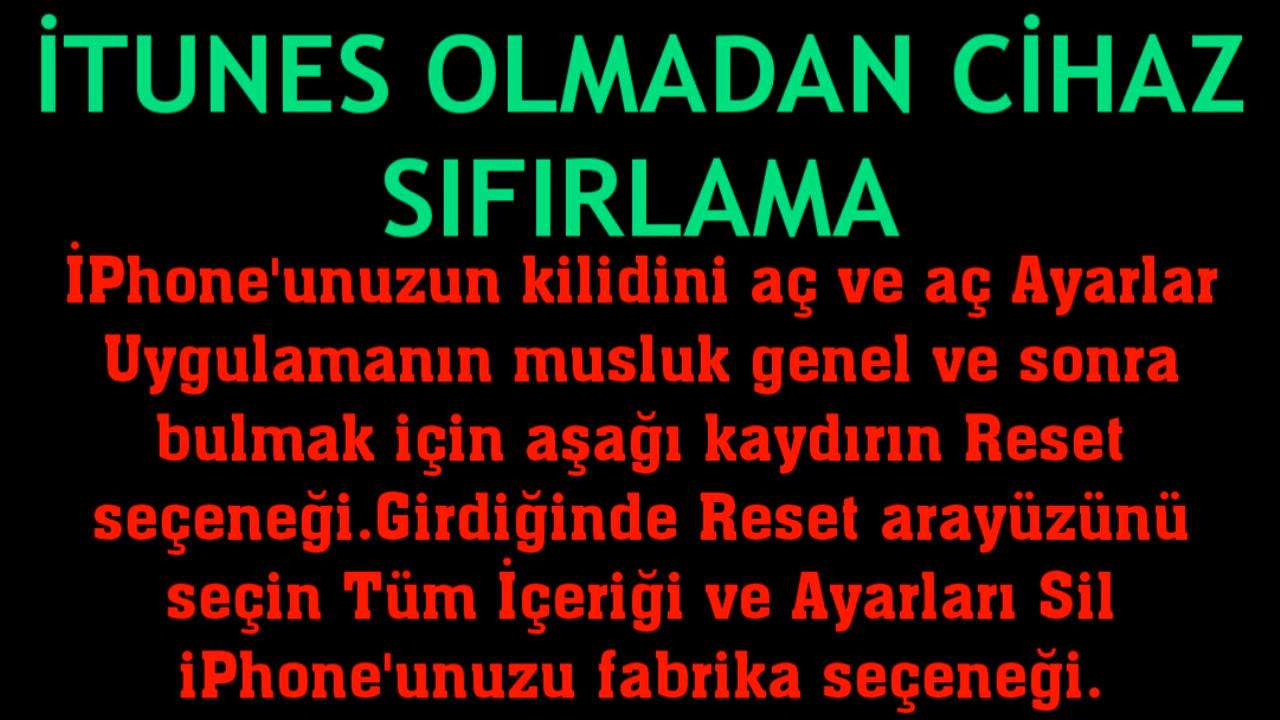 İTUNES OLMADAN CİHAZ
SIFIRLAMA
İPhone'unuzun kilidini aç ve aç Ayarlar
Uygulamanın musluk genel ve sonra
bulmak için aşağı kaydırın Reset
seçeneği.Girdiğinde Reset arayüzünü
seçin Tüm İçeriği ve Ayarları Sil
iPhone'unuzu fabrika seçeneği.